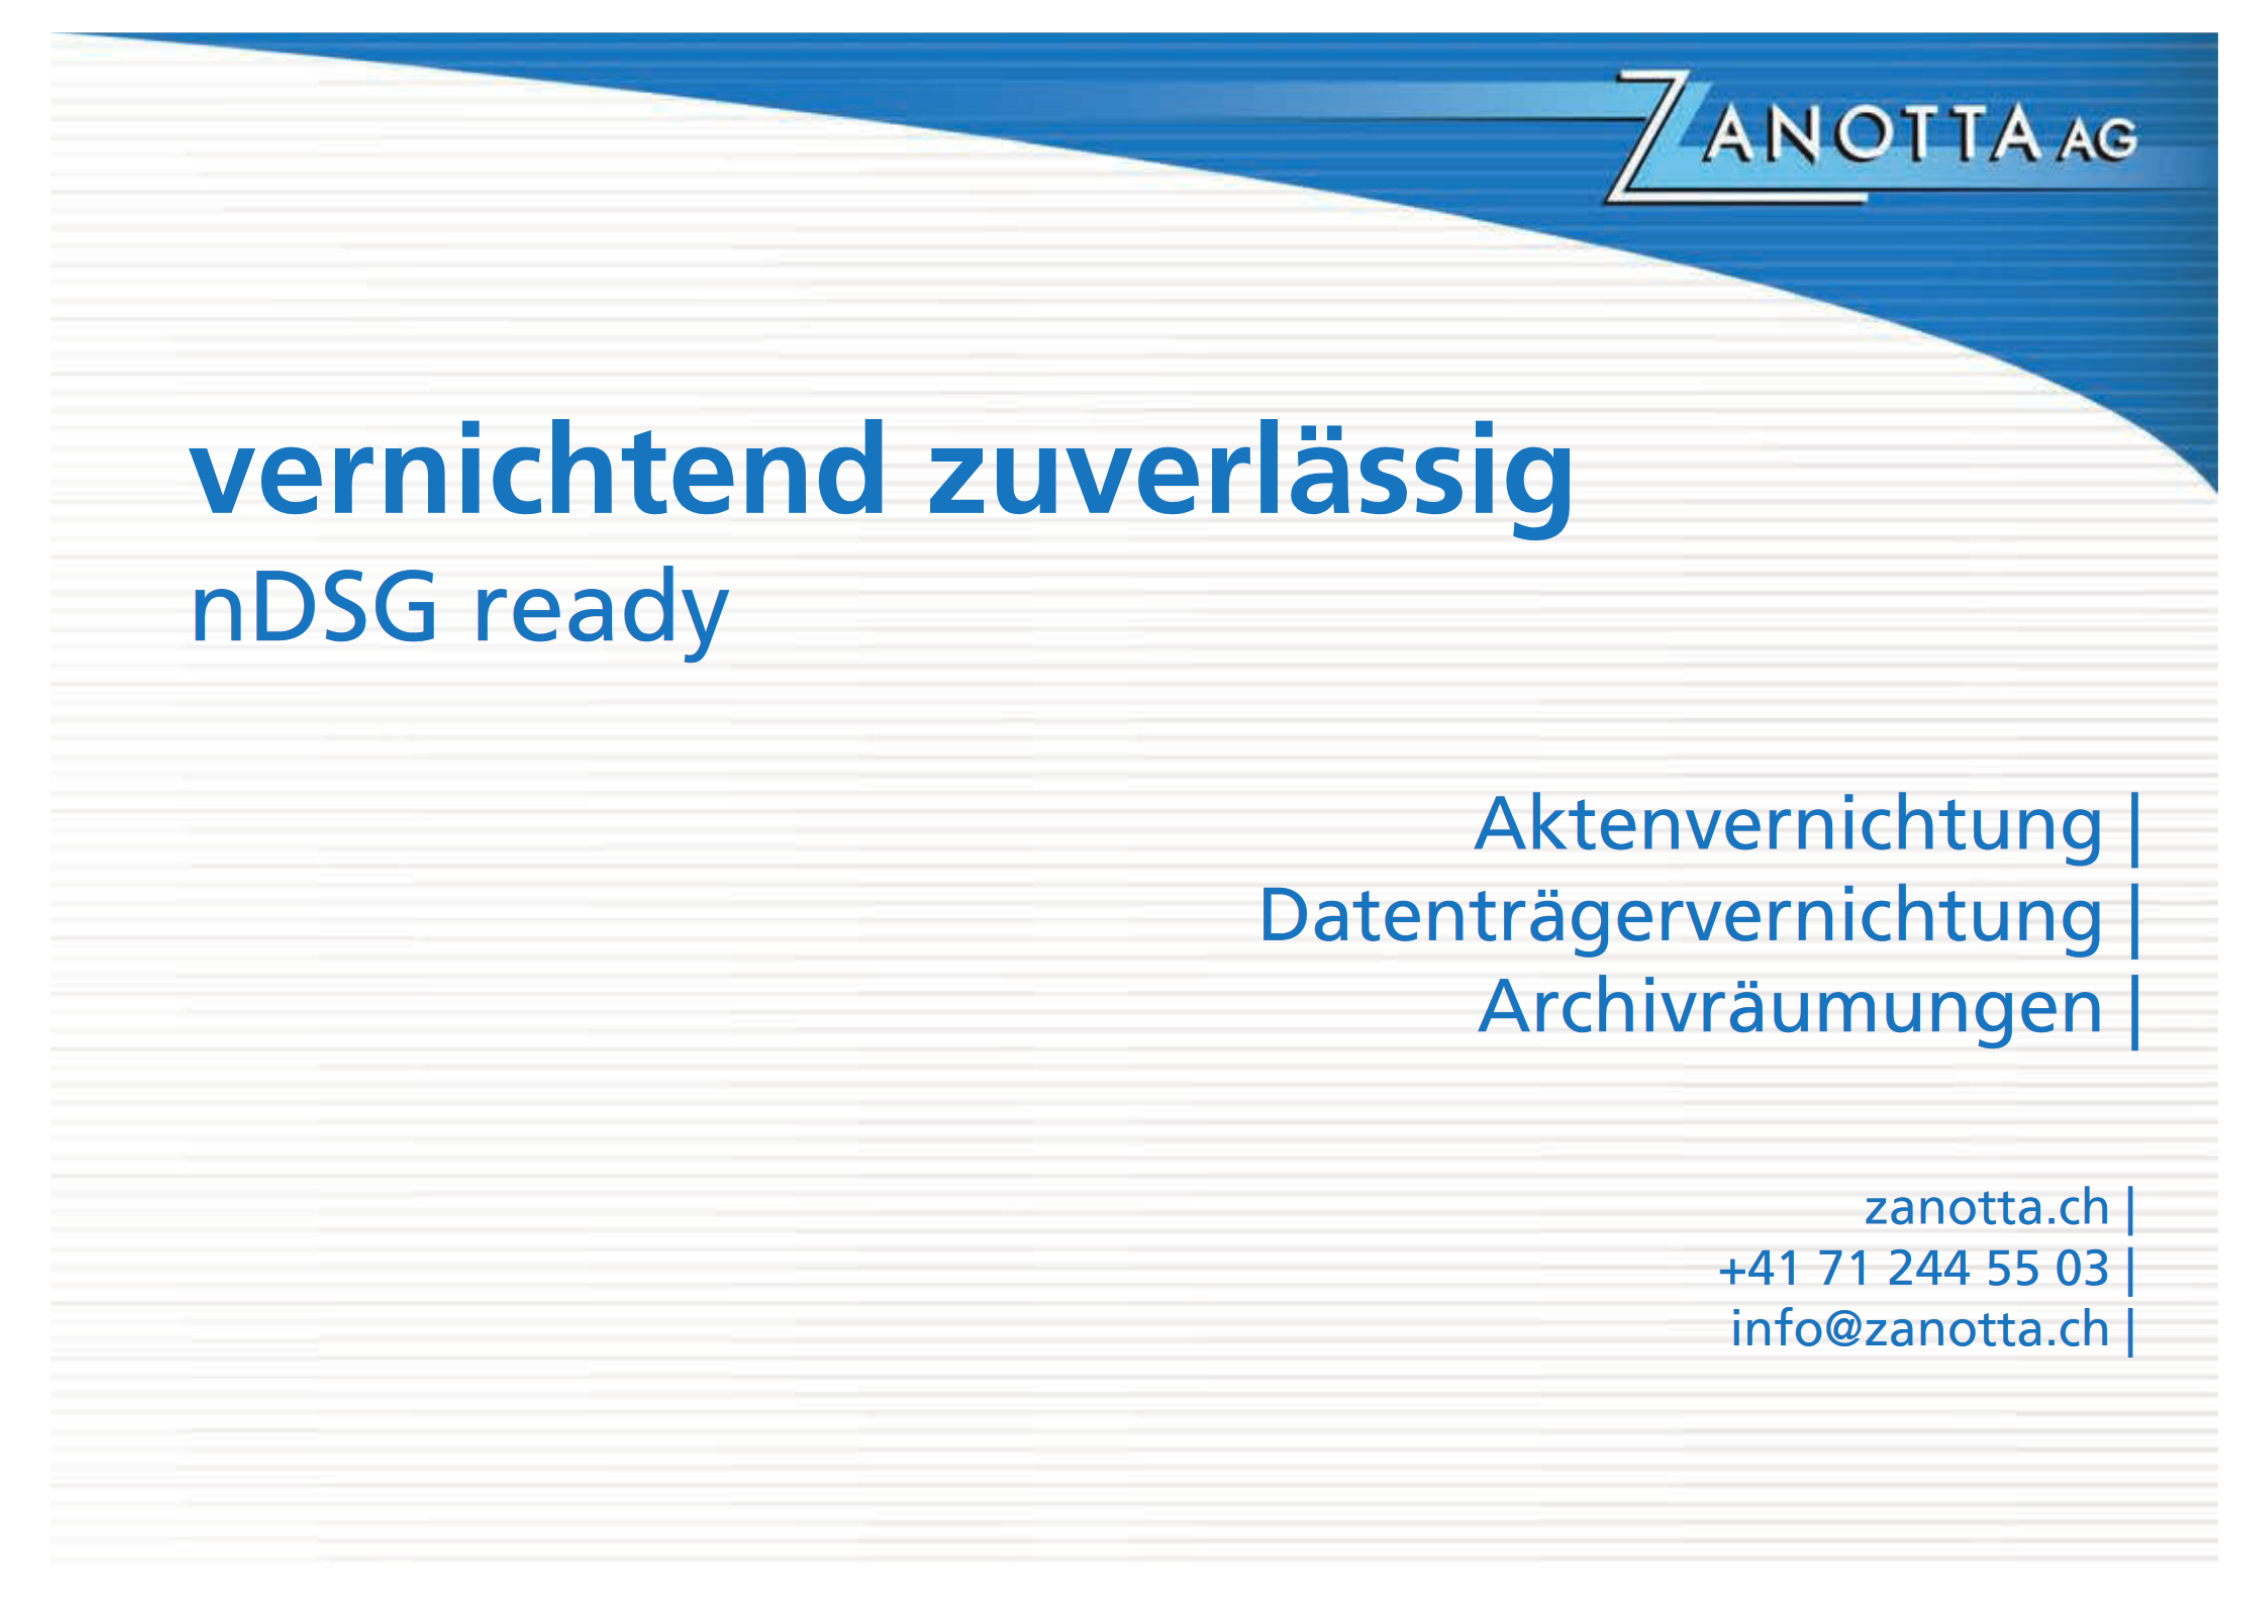 ZANOTTA AG
vernichtend zuverlässig
nDSG ready
Aktenvernichtung |
Datenträgervernichtung |
Archivräumungen |
zanotta.ch |
+41 71 244 55 03 |
info@zanotta.ch |